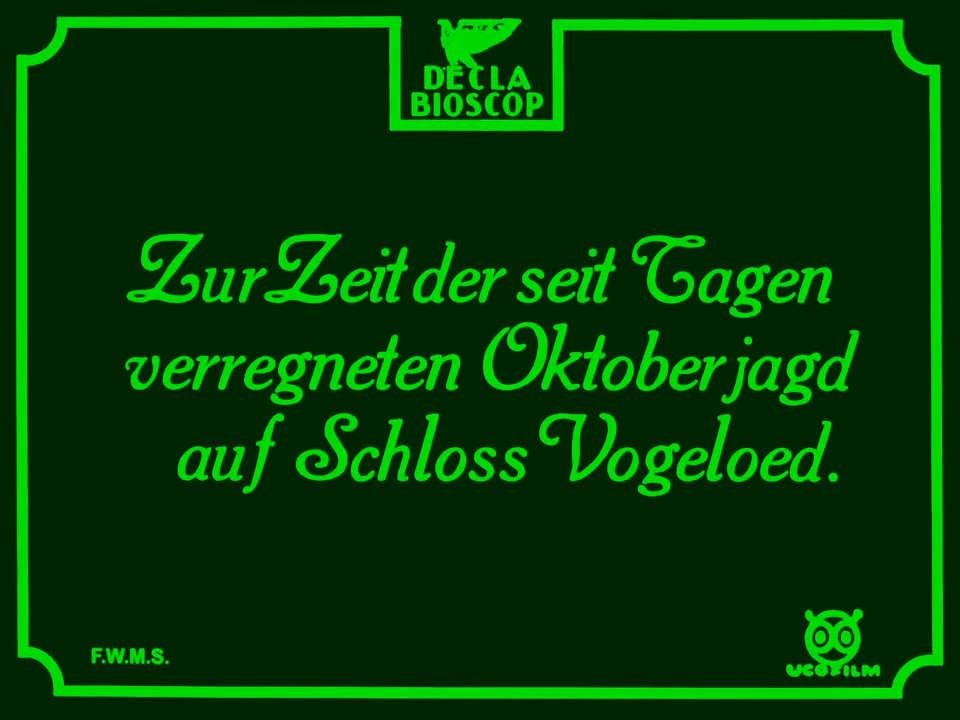 DECLA
BIOSCOP
Zur Zeit der seit Tagen
verregneten Oktoberjagd
auf Schloss Vogeloed.
F.W.M.S.
UCOFILM